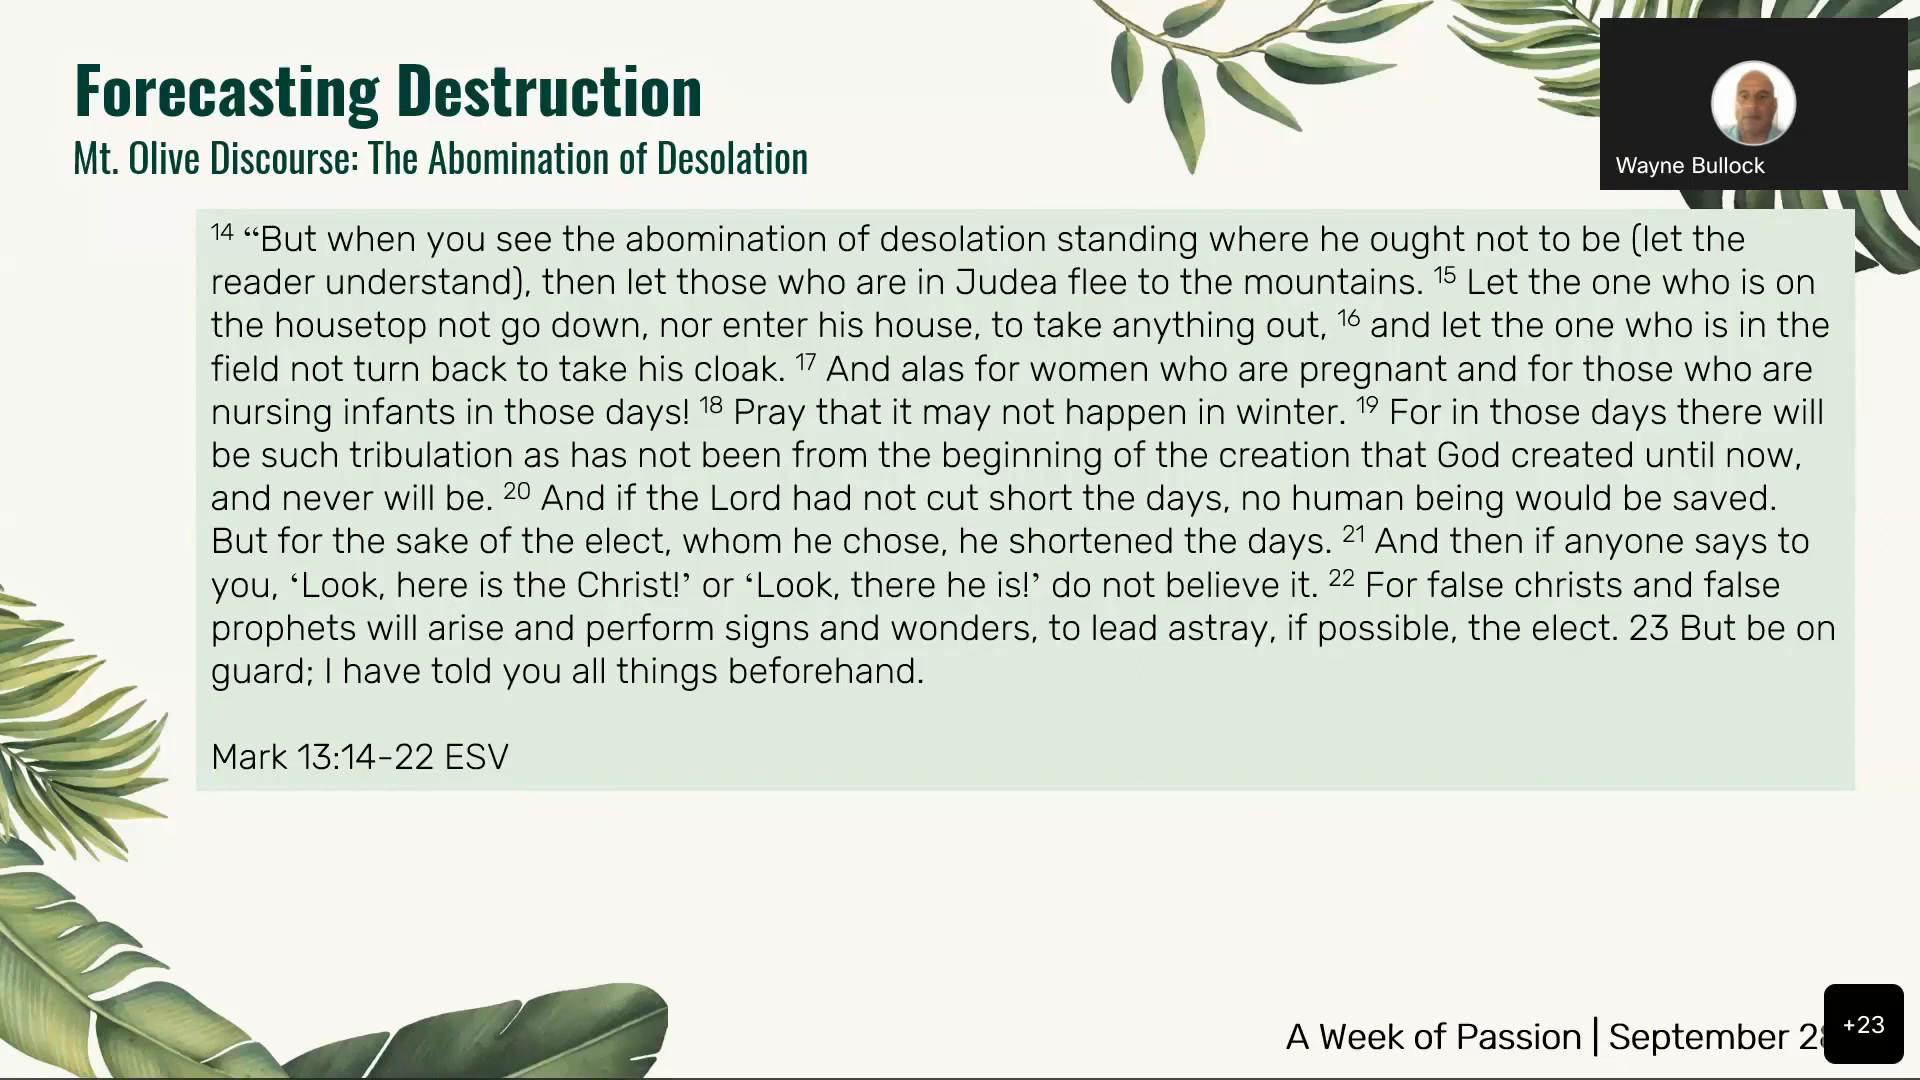 Forecasting Destruction
Mt. Olive Discourse: The Abomination of Desolation
Wayne Bullock
14 “But when you see the abomination of desolation standing where he ought not to be (let the
reader understand), then let those who are in Judea flee to the mountains. 15 Let the one who is on
the housetop not go down, nor enter his house, to take anything out, 16 and let the one who is in the
field not turn back to take his cloak. 17 And alas for women who are pregnant and for those who are
nursing infants in those days! 18 Pray that it may not happen in winter. 19 For in those days there will
be such tribulation as has not been from the beginning of the creation that God created until now,
and never will be. 20 And if the Lord had not cut short the days, no human being would be saved.
But for the sake of the elect, whom he chose, he shortened the days. 21 And then if anyone says to
you, ‘Look, here is the Christ!’ or ‘Look, there he is!’ do not believe it. 22 For false christs and false
prophets will arise and perform signs and wonders, to lead astray, if possible, the elect. 23 But be on
guard; I have told you all things beforehand.
Mark 13:14-22 ESV
A Week of Passion | September
+23